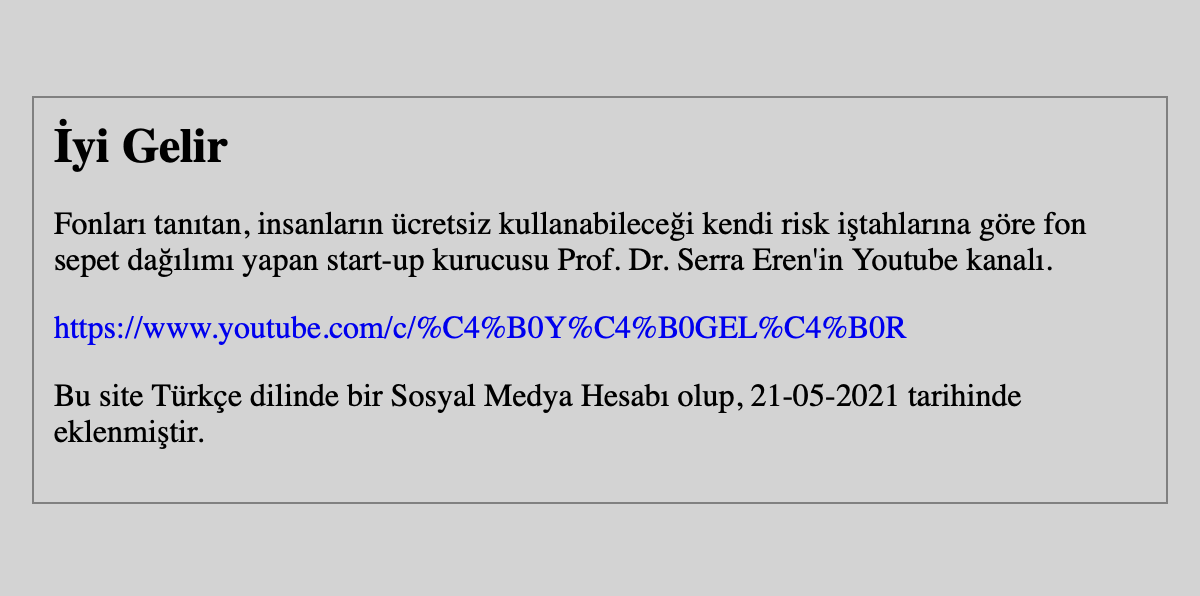 İyi Gelir
Fonları tanıtan, insanların ücretsiz kullanabileceği kendi risk iştahlarına göre fon
sepet dağılımı yapan start-up kurucusu Prof. Dr. Serra Eren'in Youtube kanalı.
https://www.youtube.com/c/%C4%B0Y%C4%B0GEL%C4%B0R
Bu site Türkçe dilinde bir Sosyal Medya Hesabı olup, 21-05-2021 tarihinde
eklenmiştir.